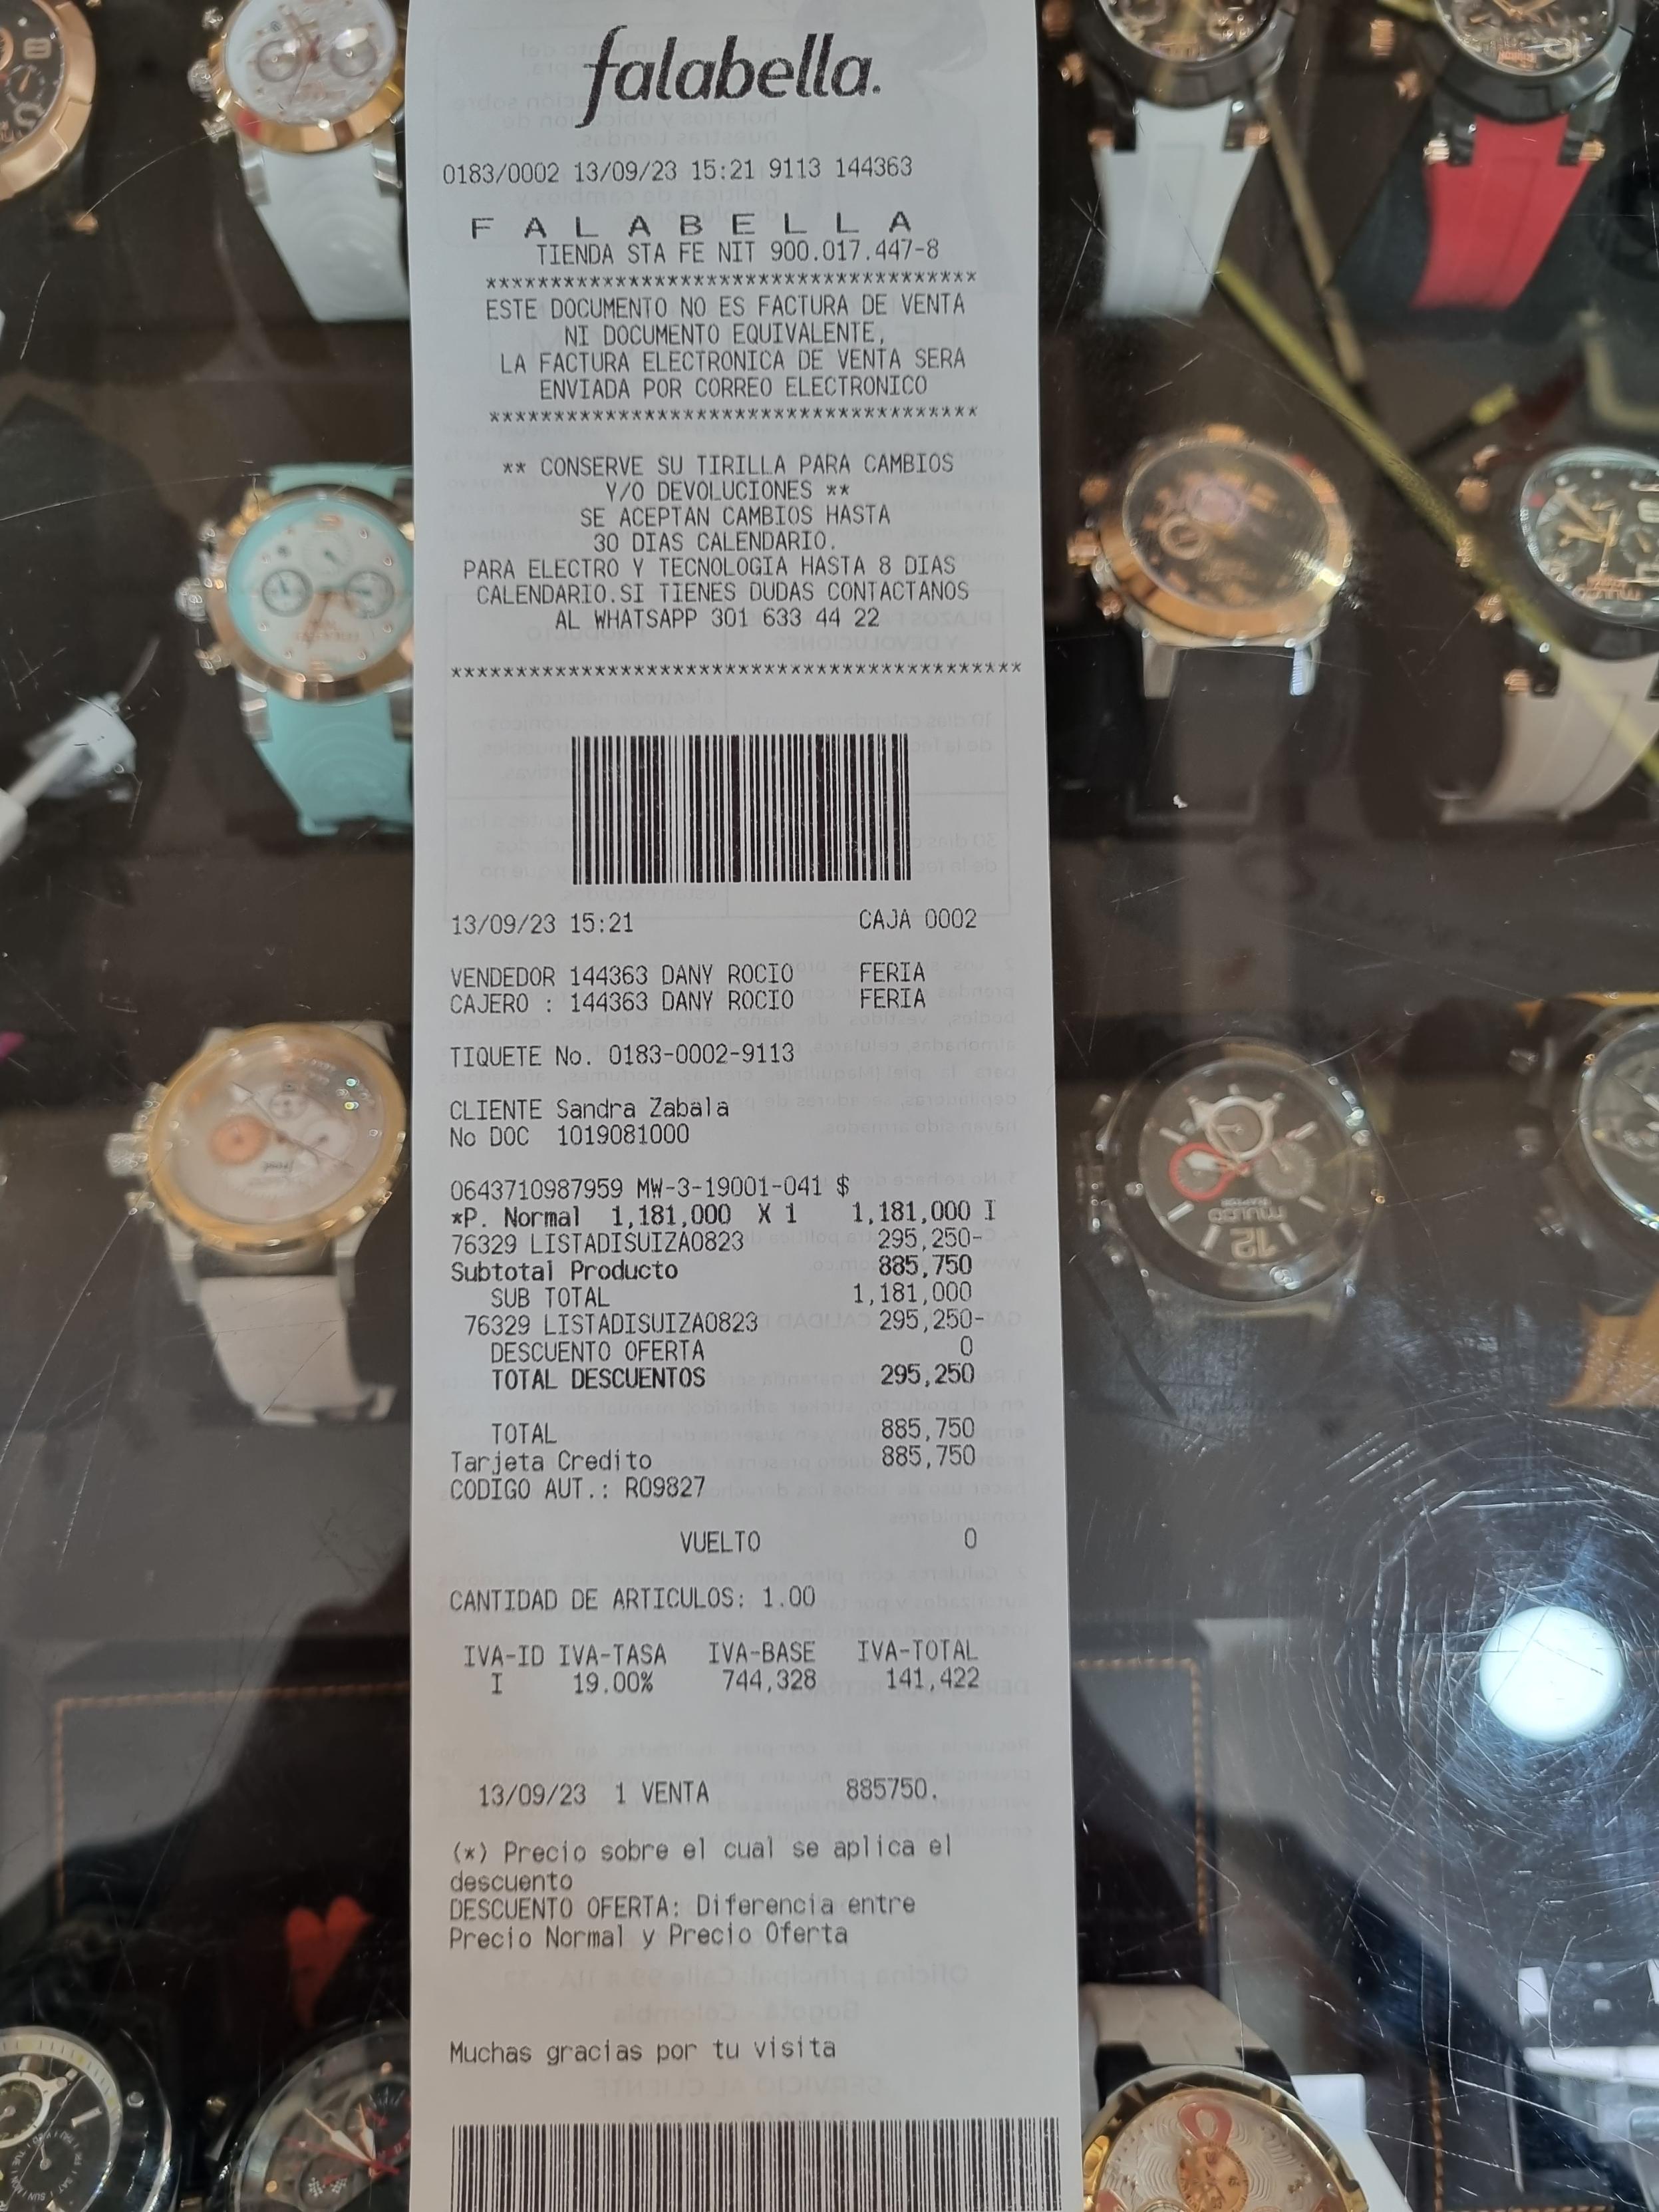 falabella.
0183/0002 13/09/23 15:21 9113 144363
F A L A B E L L A
TIENDA STA FE NIT 900.017.447-8
**************************************
ESTE DOCUMENTO NO ES FACTURA DE VENTA
NI DOCUMENTO EQUIVALENTE,
LA FACTURA ELECTRONICA DE VENTA SERA
ENVIADA POR CORREO ELECTRONICO
**************************************
** CONSERVE SU TIRILLA PARA CAMBIOS
Y/O DEVOLUCIONES **
SE ACEPTAN CAMBIOS HASTA
30 DIAS CALENDARIO.
PARA ELECTRO Y TECNOLOGIA HASTA 8 DIAS
CALENDARIO.SI TIENES DUDAS CONTACTANOS
AL WHATSAPP 301 633 44 22
********************************************
13/09/23 15:21 CAJA 0002
VENDEDOR 144363 DANY ROCIO FERIA
CAJERO : 144363 DANY ROCIO FERIA
TIQUETE No. 0183-0002-9113
CLIENTE Sandra Zabala
No DOC 1019081000
0643710987959 MW-3-19001-041 $
*P. Normal 1,181,000 X 1 1,181,000 I
76329 LISTADISUIZA0823 295,250-
Subtotal Producto 885,750
SUB TOTAL 1,181,000
76329 LISTADISUIZA0823 295,250-
DESCUENTO OFERTA 0
TOTAL DESCUENTOS 295,250
TOTAL 885,750
Tarjeta Credito 885,750
CODIGO AUT.: R09827
VUELTO 0
CANTIDAD DE ARTICULOS: 1.00
IVA-ID IVA-TASA IVA-BASE IVA-TOTAL
I 19.00% 744,328 141,422
13/09/23 1 VENTA 885750.
(*) Precio sobre el cual se aplica el
descuento
DESCUENTO OFERTA: Diferencia entre
Precio Normal y Precio Oferta
Muchas gracias por tu visita
MULCO
12